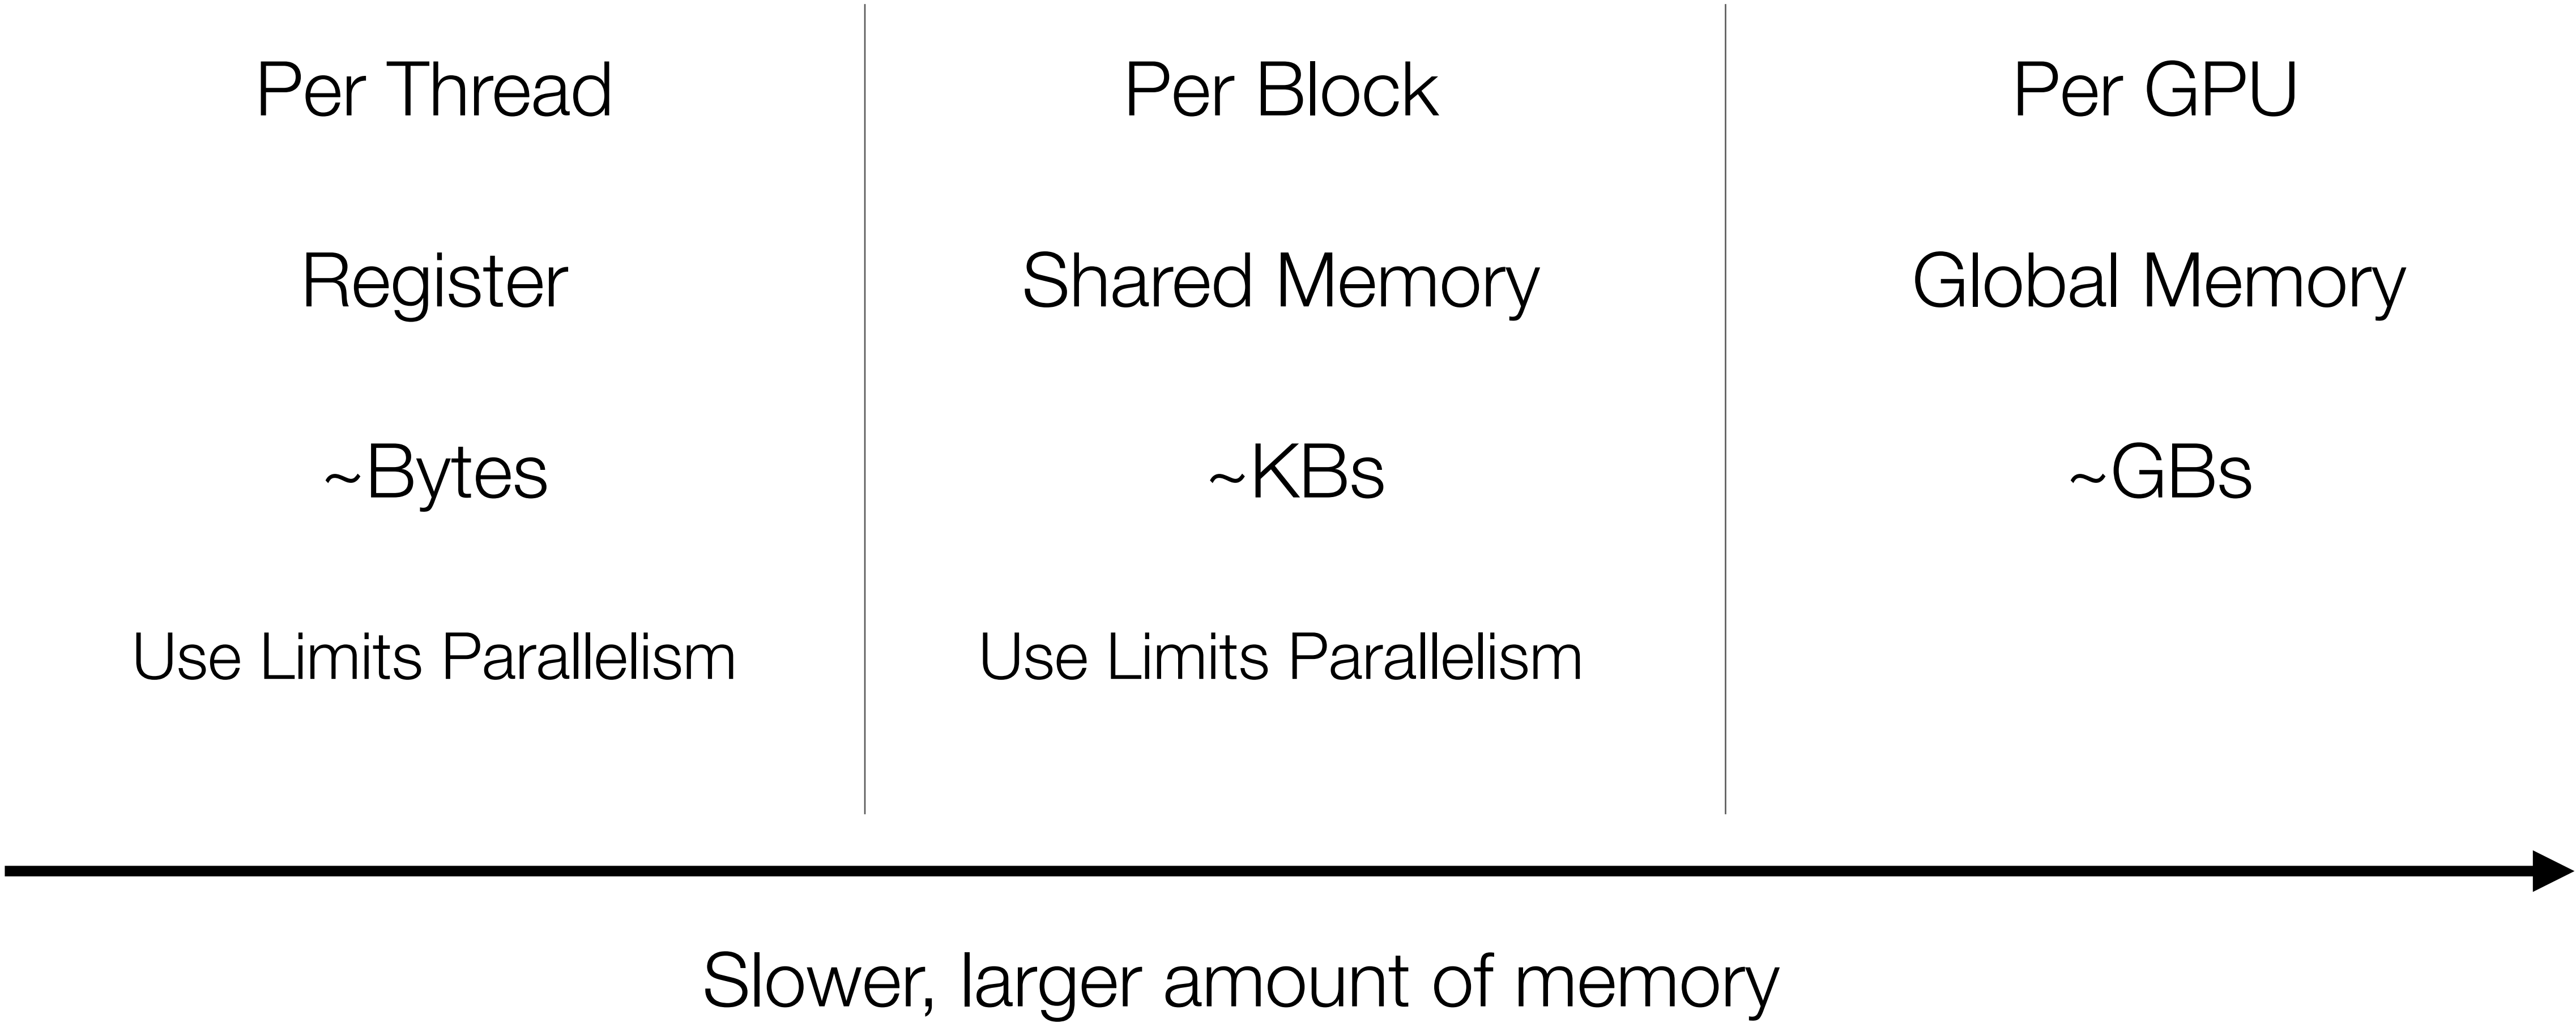 Per Thread
Register
~Bytes
Use Limits Parallelism
Per Block
Shared Memory
~KBs
Use Limits Parallelism
Per GPU
Global Memory
~GBs
Slower, larger amount of memory